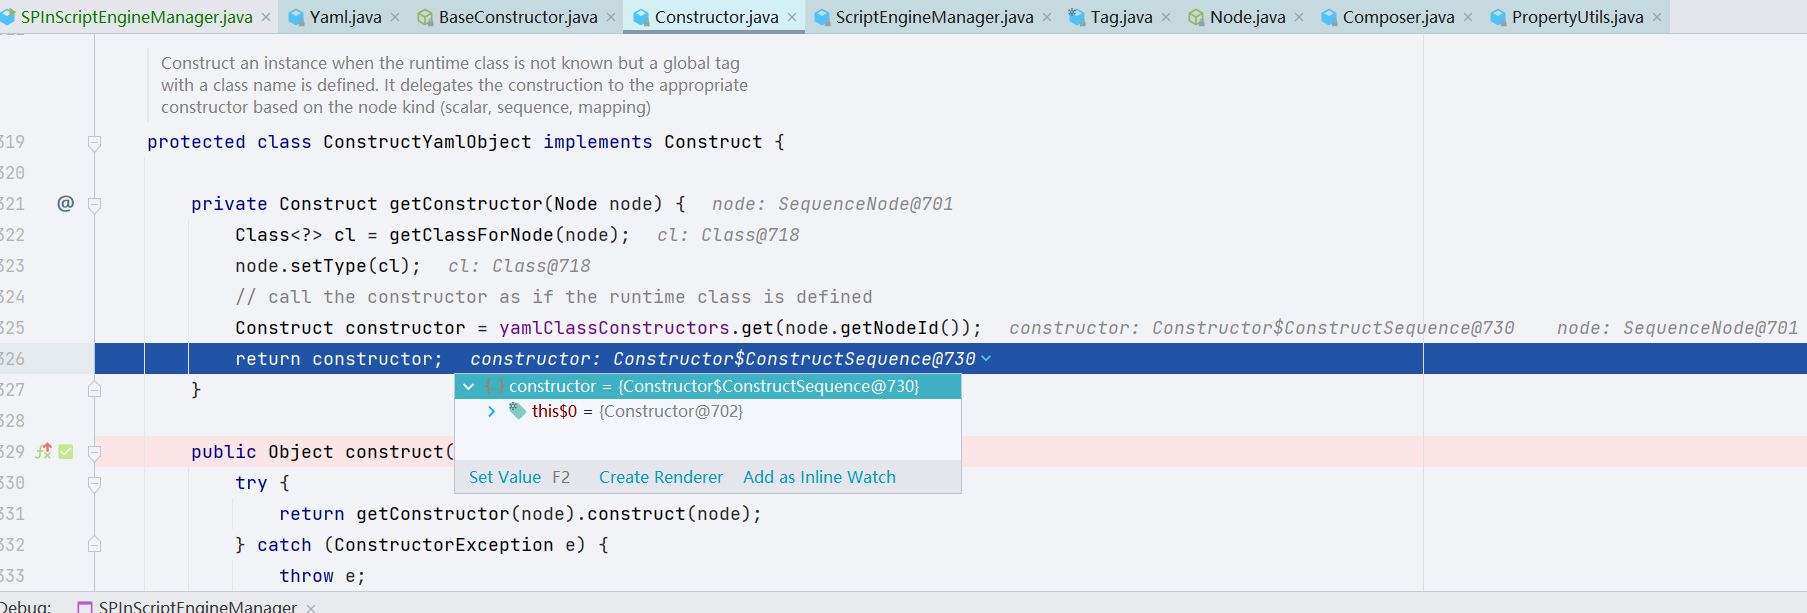 SPInScriptEngineManager.java × Yaml.java × BaseConstructor.java × Constructor.java × ScriptEngineManager.java × Tag.java × Node.java × Composer.java × PropertyUtils.java ×
Construct an instance when the runtime class is not known but a global tag
with a class name is defined. It delegates the construction to the appropriate
constructor based on the node kind (scalar, sequence, mapping)
319 protected class ConstructYamlObject implements Construct {
320
321 @ private Construct getConstructor(Node node) { node: SequenceNode@701
322 Class<?> cl = getClassForNode(node); cl: Class@718
323 node.setType(cl); cl: Class@718
324 // call the constructor as if the runtime class is defined
325 Construct constructor = yamlClassConstructors.get(node.getNodeId()); constructor: Constructor$ConstructSequence@730 node: SequenceNode@701
326 return constructor; constructor: Constructor$ConstructSequence@730
327 }
constructor = {Constructor$ConstructSequence@730}
this$0 = {Constructor@702}
328
329 public Object construct(
Set Value F2 Create Renderer Add as Inline Watch
330 try {
331 return getConstructor(node).construct(node);
332 } catch (ConstructorException e) {
333 throw e;
Debug: SPInScriptEngineManager ×